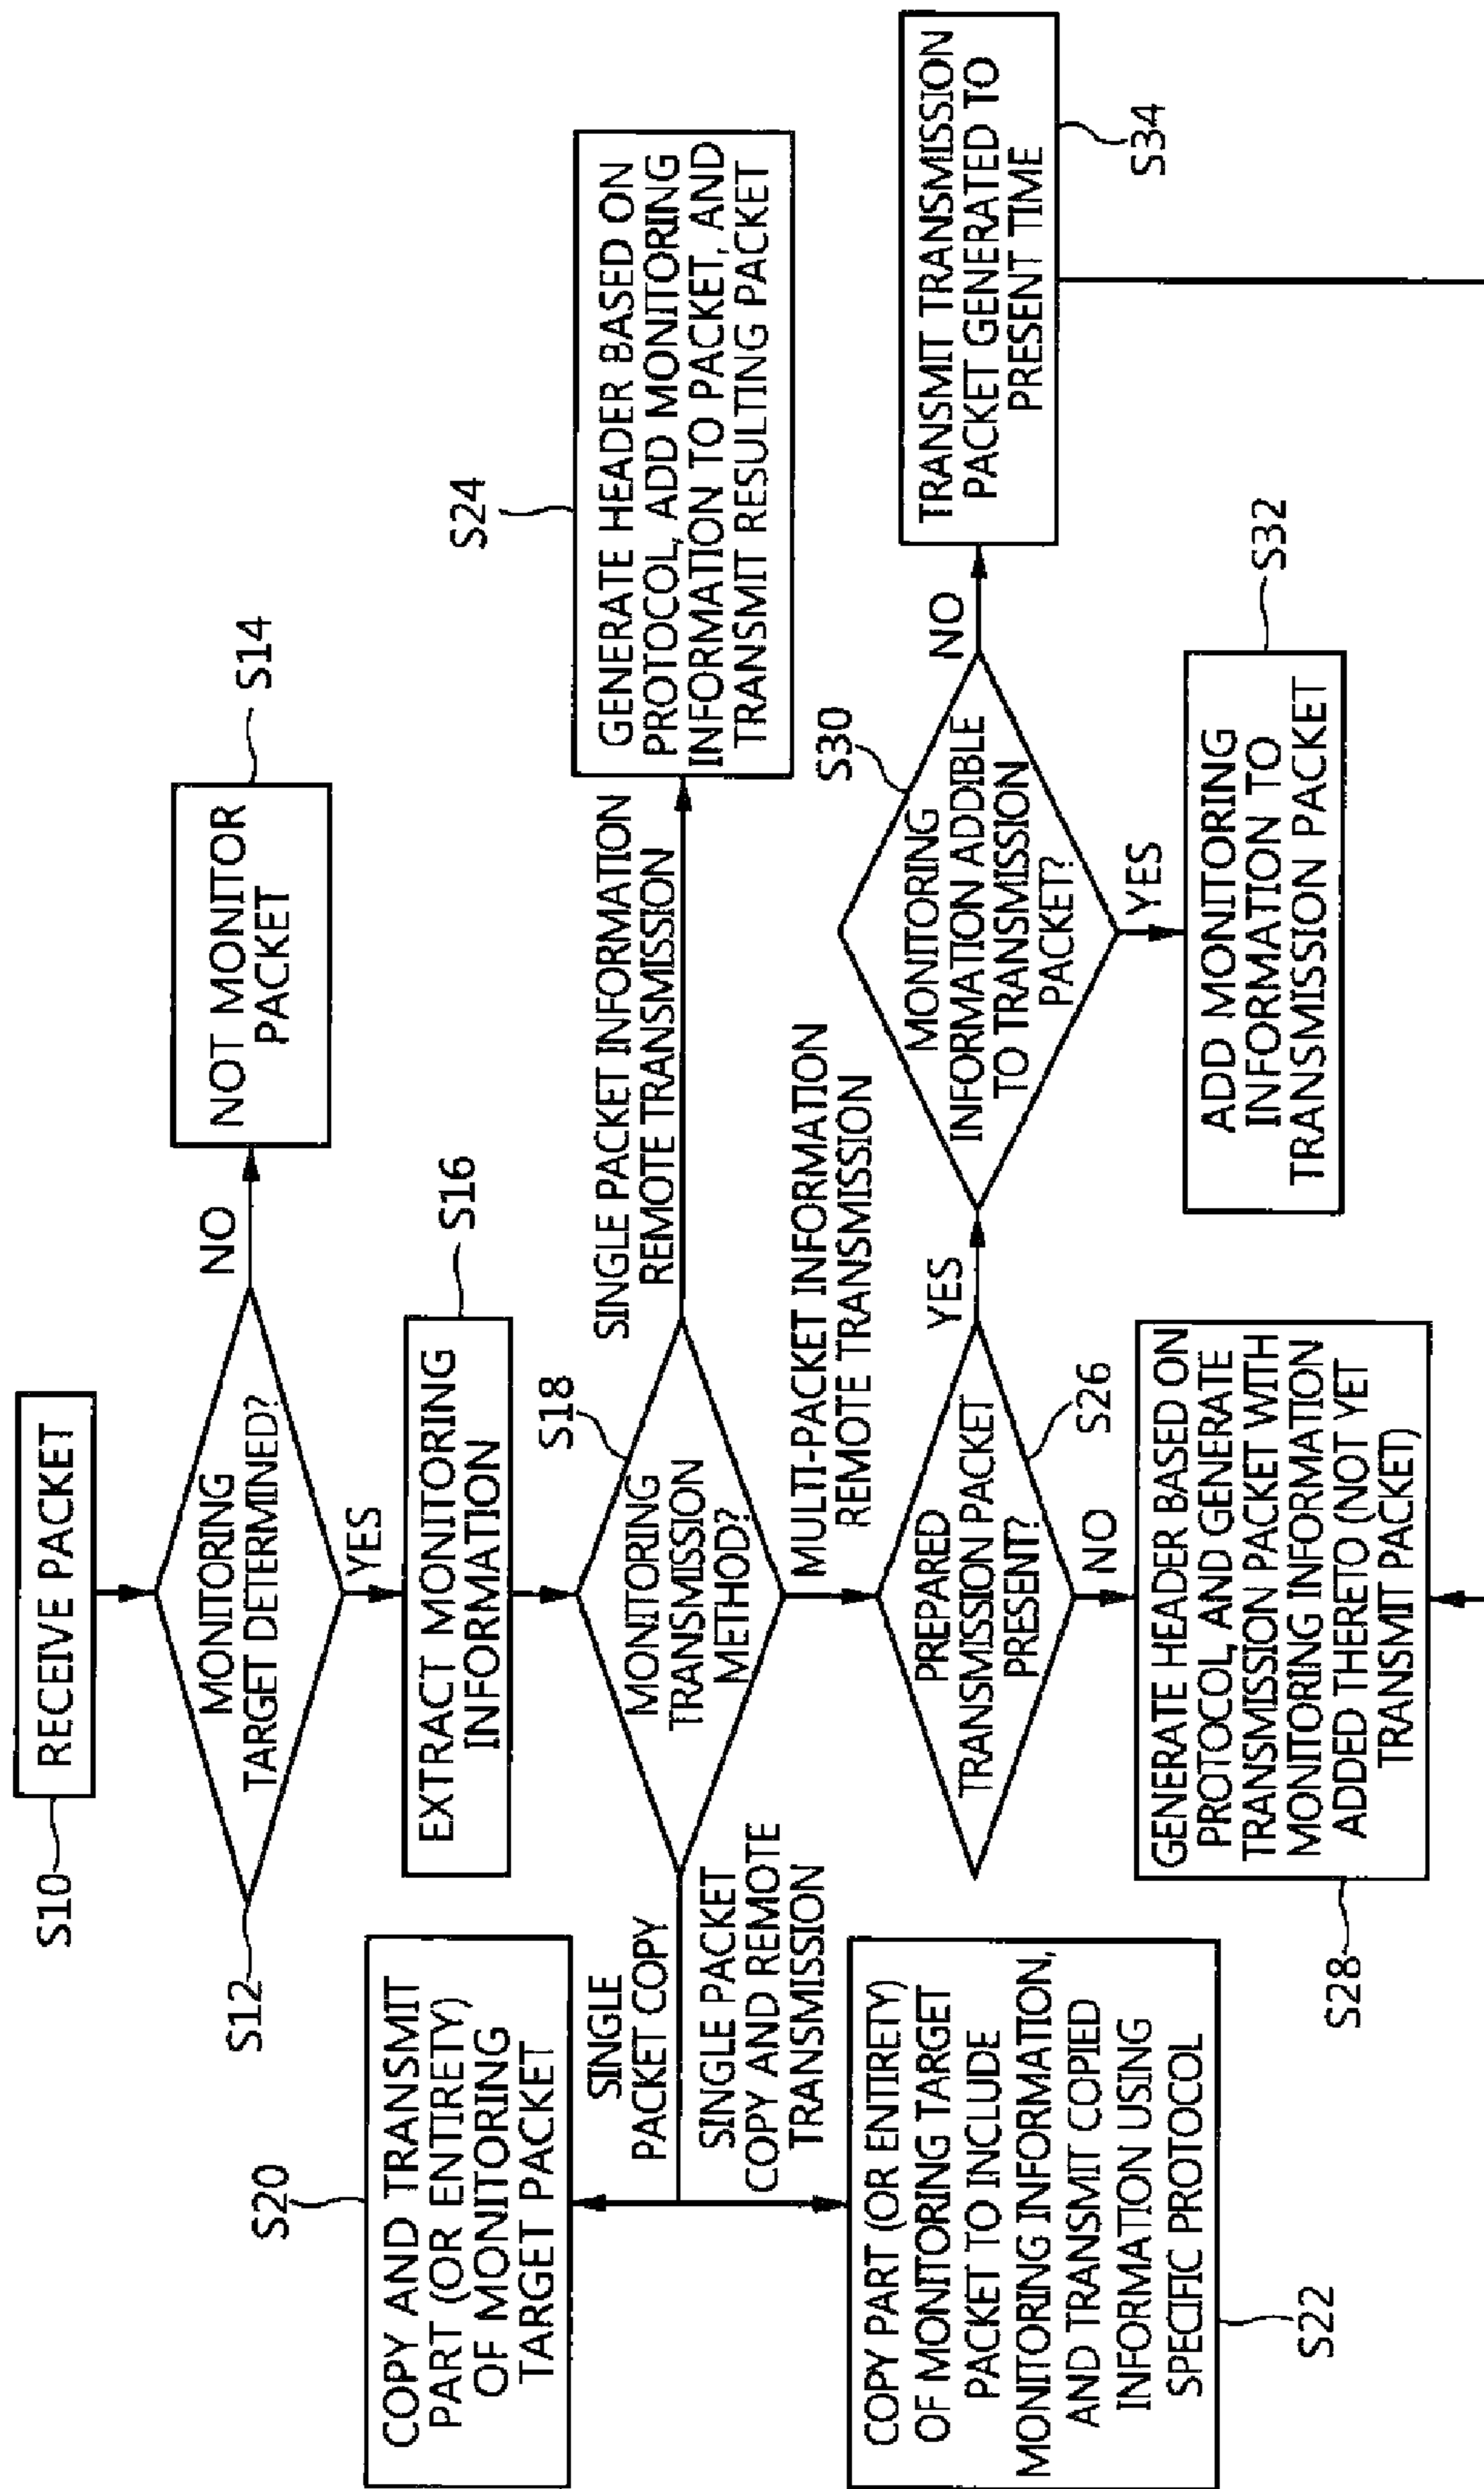 S10
RECEIVE PACKET
S12
MONITORING
TARGET DETERMINED?
NO
S14
NOT MONITOR
PACKET
YES
S16
EXTRACT MONITORING
INFORMATION
S18
MONITORING
TRANSMISSION
METHOD?
SINGLE
PACKET COPY
S20
COPY AND TRANSMIT
PART (OR ENTIRETY)
OF MONITORING
TARGET PACKET
SINGLE PACKET
COPY AND REMOTE
TRANSMISSION
S22
COPY PART (OR ENTIRETY)
OF MONITORING TARGET
PACKET TO INCLUDE
MONITORING INFORMATION,
AND TRANSMIT COPIED
INFORMATION USING
SPECIFIC PROTOCOL
SINGLE PACKET INFORMATION
REMOTE TRANSMISSION
S24
GENERATE HEADER BASED ON
PROTOCOL, ADD MONITORING
INFORMATION TO PACKET, AND
TRANSMIT RESULTING PACKET
MULTI-PACKET INFORMATION
REMOTE TRANSMISSION
S26
PREPARED
TRANSMISSION PACKET
PRESENT?
NO
S28
GENERATE HEADER BASED ON
PROTOCOL, AND GENERATE
TRANSMISSION PACKET WITH
MONITORING INFORMATION
ADDED THERETO (NOT YET
TRANSMIT PACKET)
YES
S30
MONITORING
INFORMATION ADDIBLE
TO TRANSMISSION
PACKET?
YES
S32
ADD MONITORING
INFORMATION TO
TRANSMISSION PACKET
NO
S34
TRANSMIT TRANSMISSION
PACKET GENERATED TO
PRESENT TIME